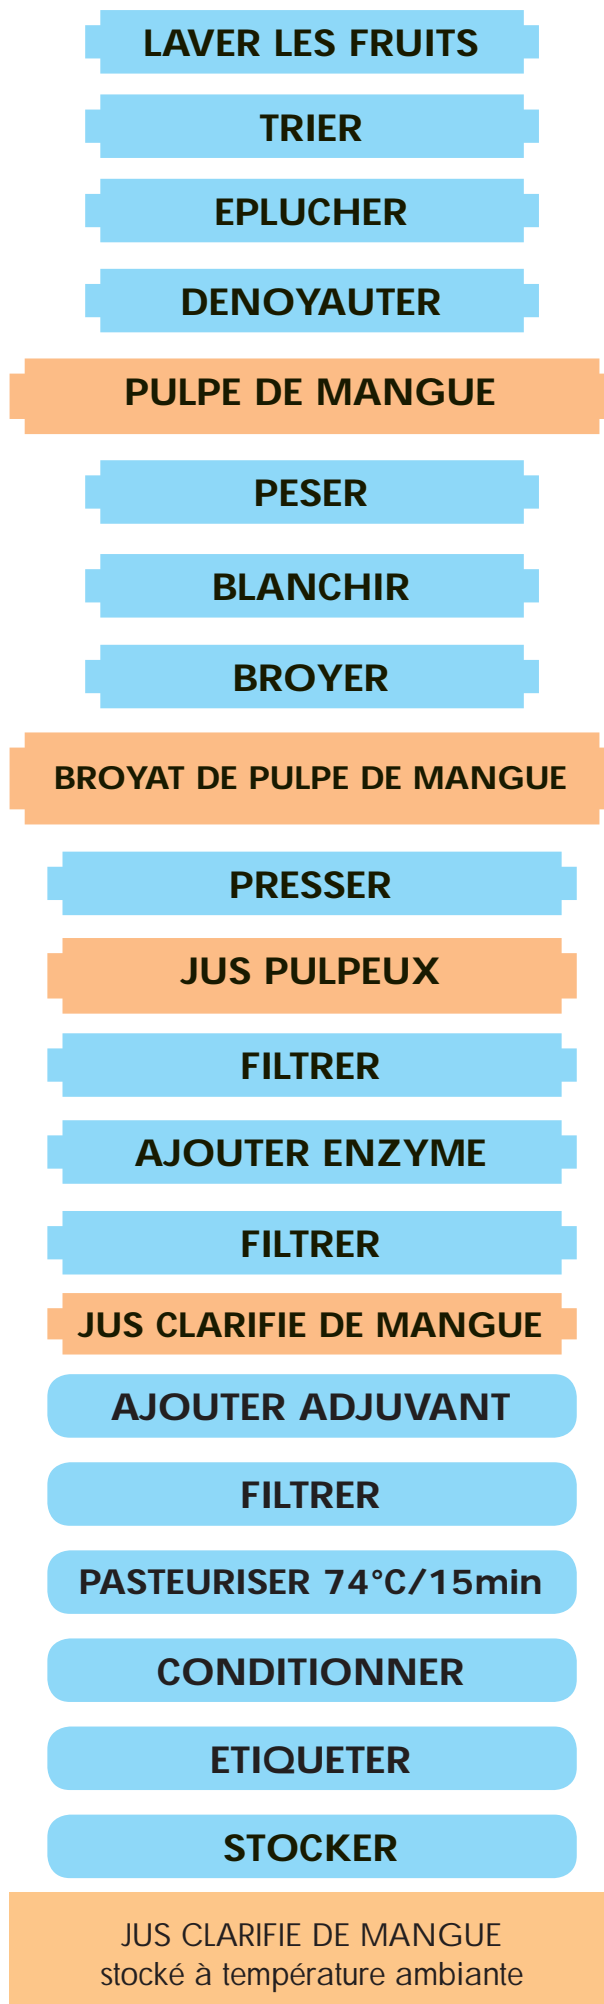 LAVER LES FRUITS
TRIER
EPLUCHER
DENOYAUTER
PULPE DE MANGUE
PESER
BLANCHIR
BROYER
BROYAT DE PULPE DE MANGUE
PRESSER
JUS PULPEUX
FILTRER
AJOUTER ENZYME
FILTRER
JUS CLARIFIE DE MANGUE
AJOUTER ADJUVANT
FILTRER
PASTEURISER 74°C/15min
CONDITIONNER
ETIQUETER
STOCKER
JUS CLARIFIE DE MANGUE
stocké à température ambiante